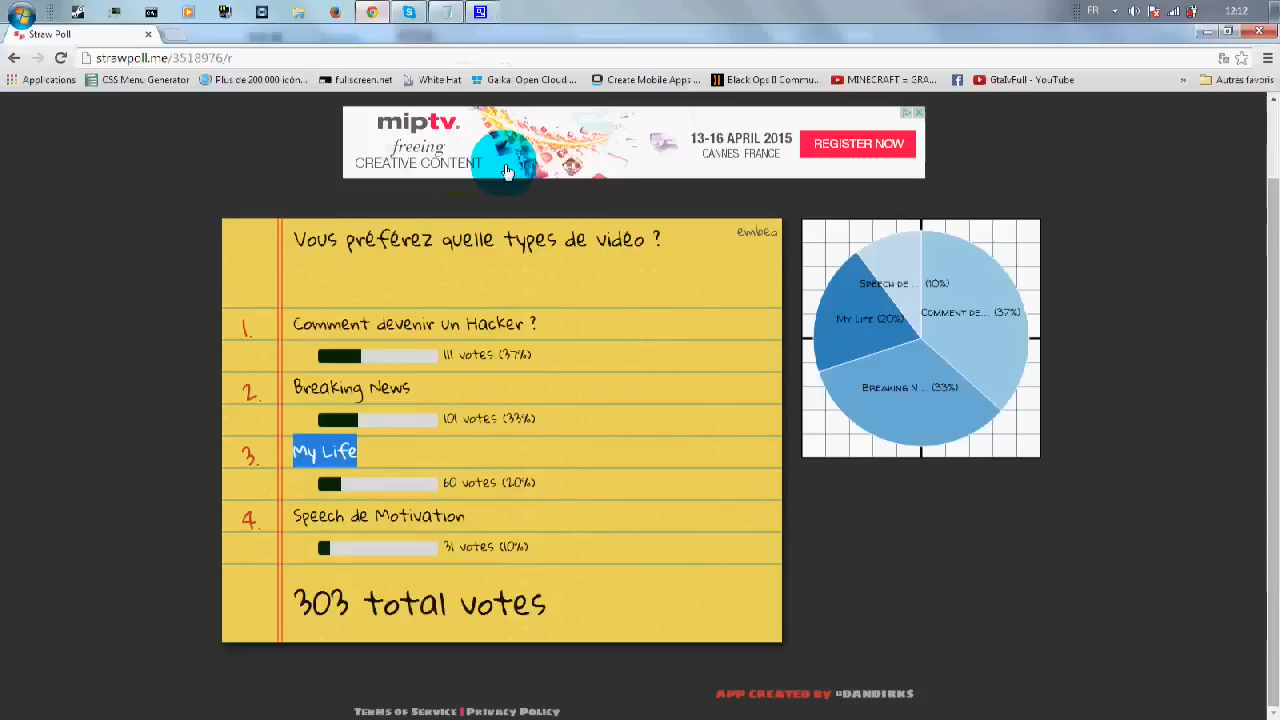 FR
12:12
Straw Poll
strawpoll.me/3518976/r
Applications
CSS Menu Generator
Plus de 200 000 icôn...
fullscreen.net
White Hat
Gaïka Open Cloud ...
Create Mobile Apps ...
Black Ops II Commu...
MINECRAFT = GRA...
GtaIVFull - YouTube
»
Autres favoris
miptv.
freeing
CREATIVE CONTENT
13-16 APRIL 2015
CANNES FRANCE
REGISTER NOW
Vous préférez quelle types de vidéo ?
embed
1. Comment devenir un Hacker ?
111 votes (37%)
2. Breaking News
101 votes (33%)
3. My Life
60 votes (20%)
4. Speech de Motivation
31 votes (10%)
303 total votes
Speech de ... (10%)
Comment de... (37%)
My Life (20%)
Breaking N... (33%)
APP CREATED BY @DANDIRKS
Terms of Service | Privacy Policy